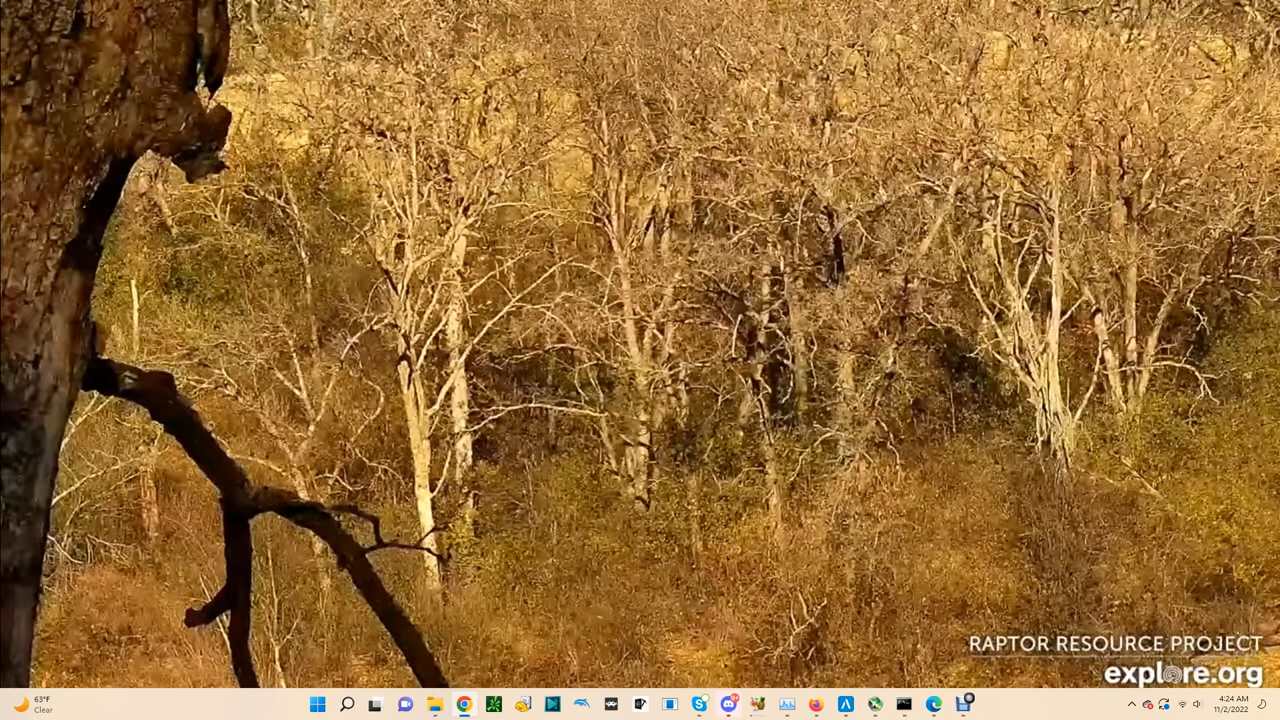 RAPTOR RESOURCE PROJECT
explore.org
63°F
Clear
4:24 AM
11/2/2022